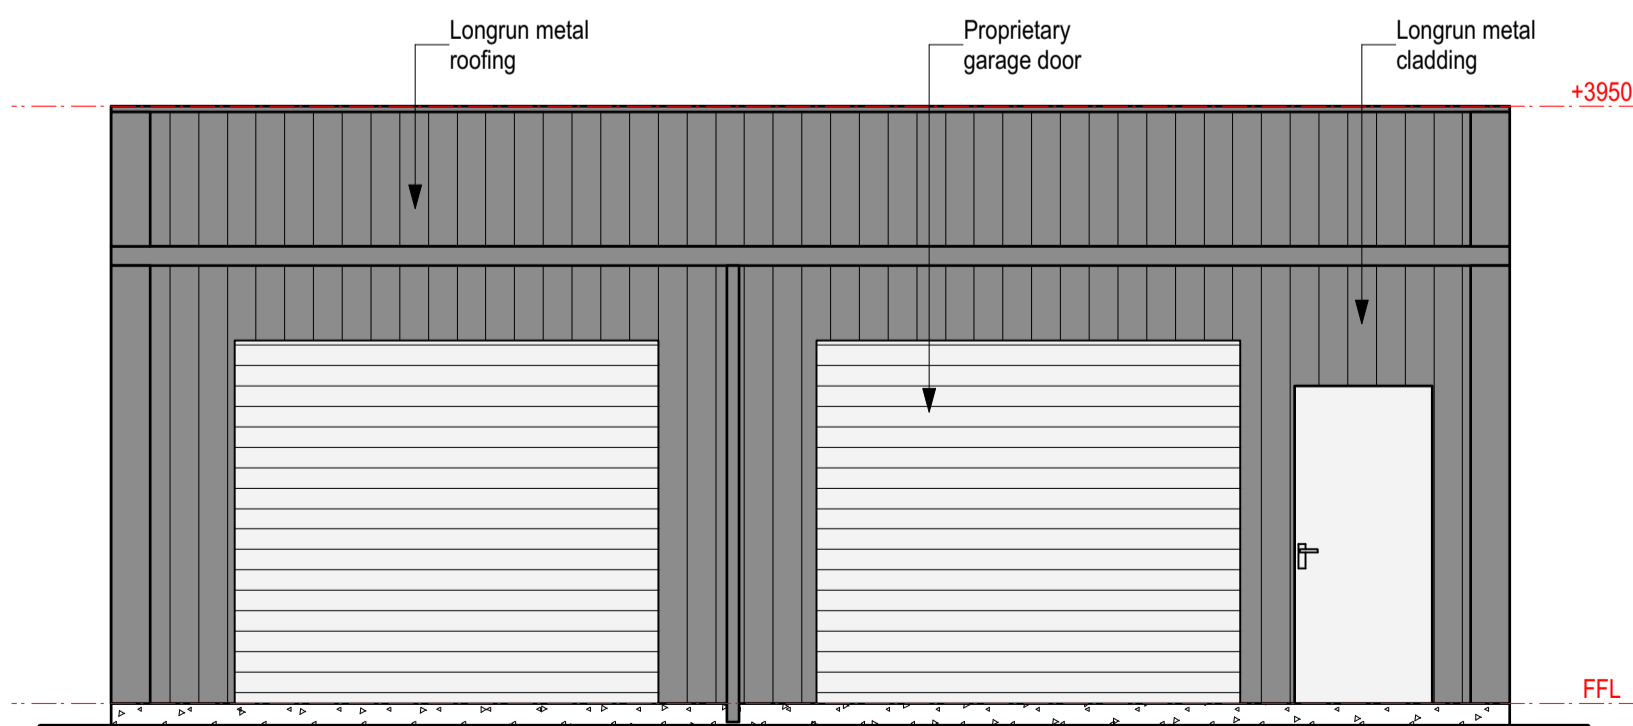 Longrun metal
roofing
Proprietary
garage door
Longrun metal
cladding
+3950
FFL